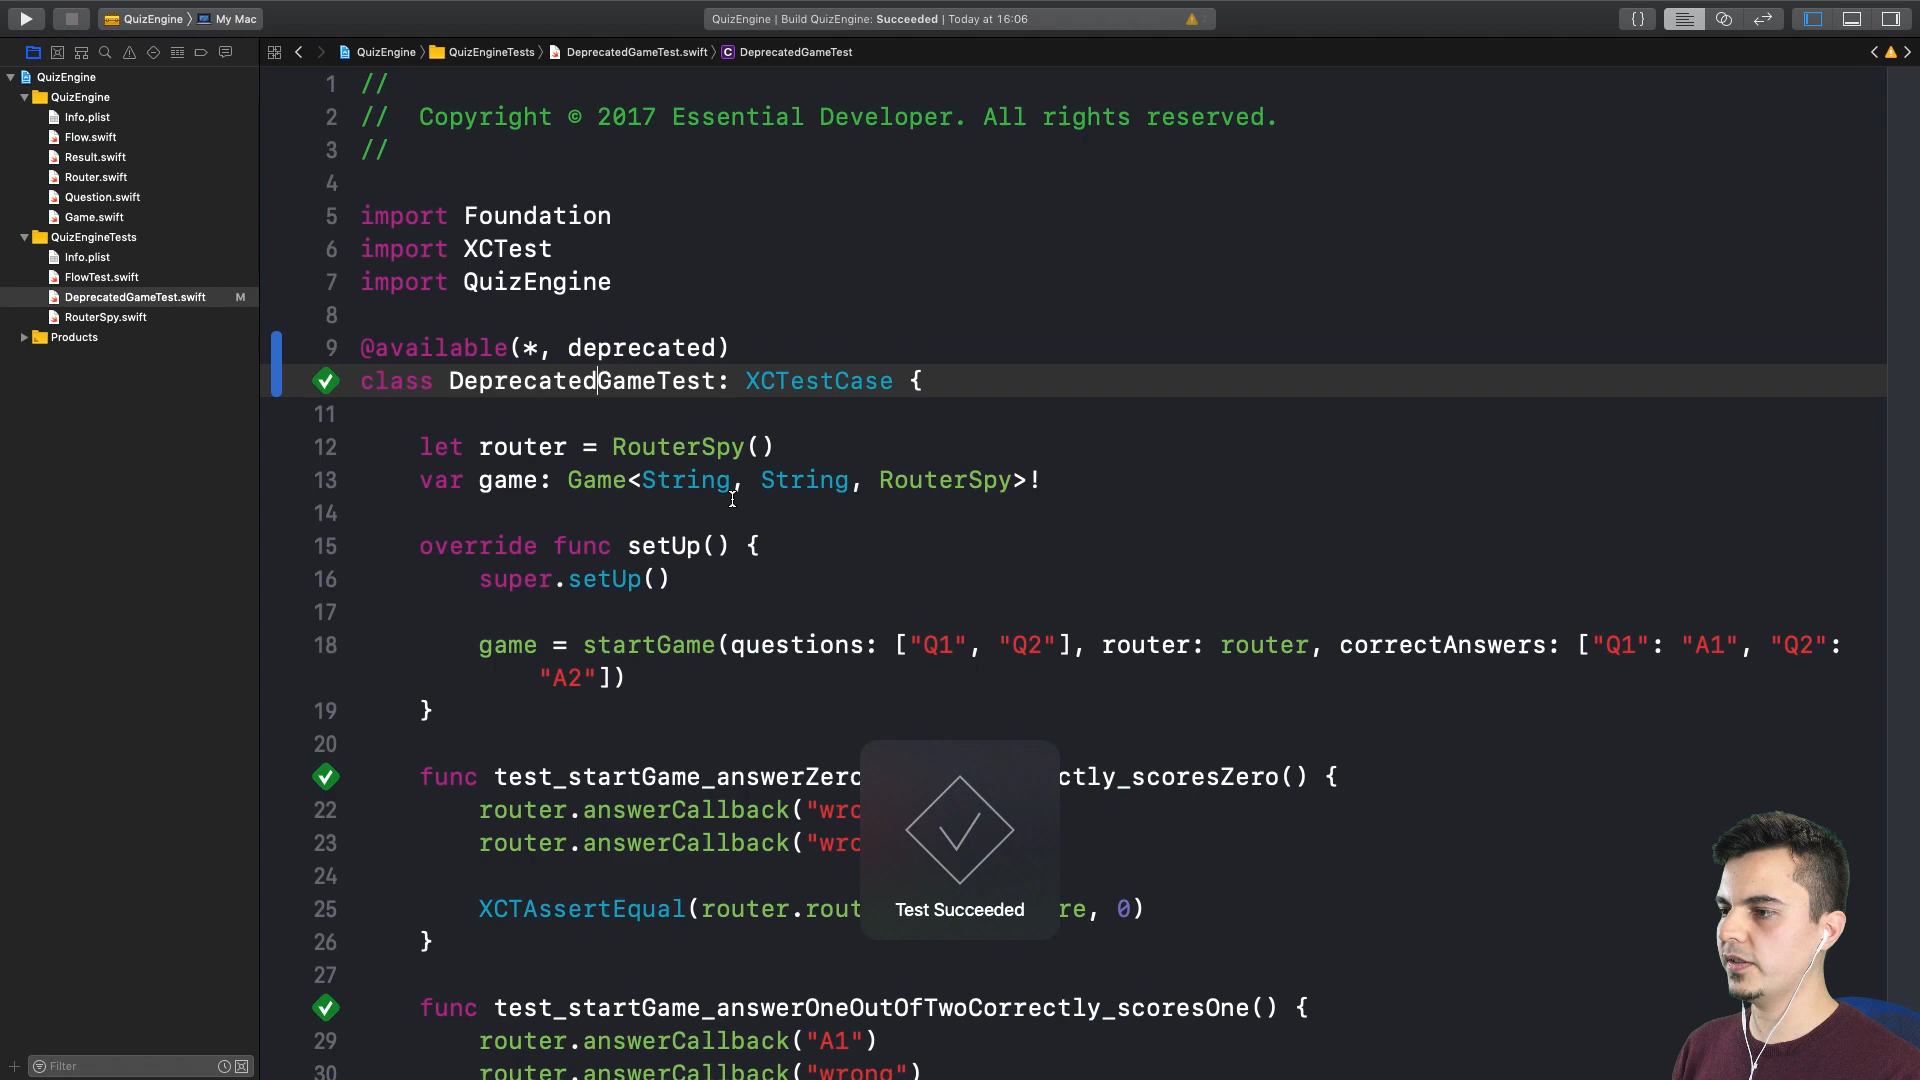 QuizEngine 〉 My Mac
QuizEngine | Build QuizEngine: Succeeded | Today at 16:06
QuizEngine 〉 QuizEngineTests 〉 DeprecatedGameTest.swift 〉 C DeprecatedGameTest
QuizEngine
QuizEngine
Info.plist
Flow.swift
Result.swift
Router.swift
Question.swift
Game.swift
QuizEngineTests
Info.plist
FlowTest.swift
DeprecatedGameTest.swift M
RouterSpy.swift
Products
Filter
1 //
2 //  Copyright © 2017 Essential Developer. All rights reserved.
3 //
4
5 import Foundation
6 import XCTest
7 import QuizEngine
8
9 @available(*, deprecated)
class DeprecatedGameTest: XCTestCase {
11
12 let router = RouterSpy()
13 var game: Game<String, String, RouterSpy>!
14
15 override func setUp() {
16 super.setUp()
17
18 game = startGame(questions: ["Q1", "Q2"], router: router, correctAnswers: ["Q1": "A1", "Q2":
"A2"])
19 }
20
func test_startGame_answerZero ctly_scoresZero() {
22 router.answerCallback("wro
23 router.answerCallback("wro
24
25 XCTAssertEqual(router.rout re, 0)
26 }
27
func test_startGame_answerOneOutOfTwoCorrectly_scoresOne() {
29 router.answerCallback("A1")
30 router.answerCallback("wrong")
Test Succeeded